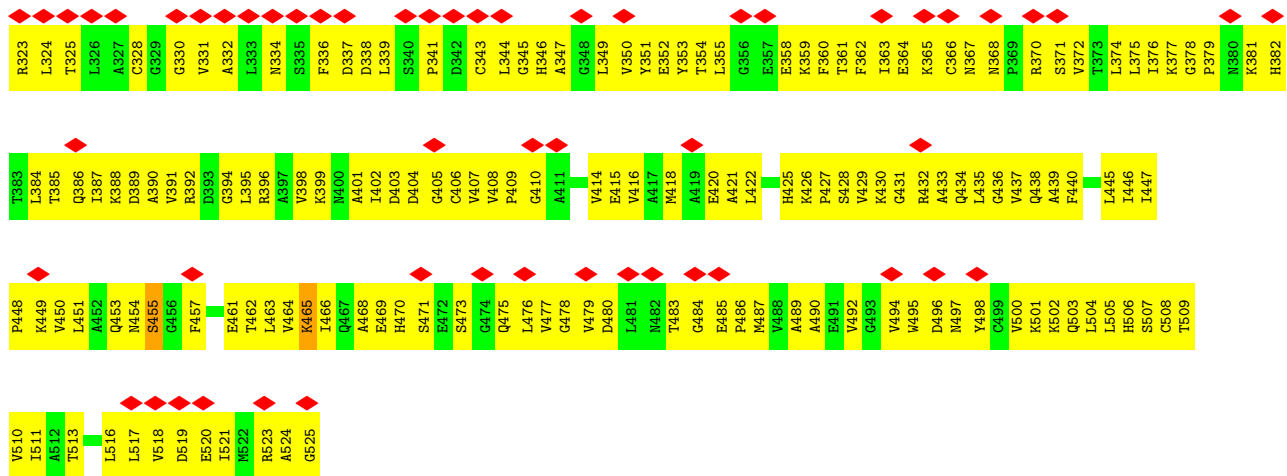 R323 L324 T325 L326 A327 C328 G329 G330 V331 A332 L333 N334 S335 F336 D337 D338 L339 S340 P341 D342 C343 L344 G345 H346 A347 G348 L349 V350 Y351 E352 Y353 T354 L355 G356 E357 E358 K359 F360 T361 F362 I363 E364 K365 C366 N367 N368 P369 R370 S371 V372 T373 L374 L375 I376 K377 G378 P379 N380 K381 H382
T383 L384 T385 Q386 I387 K388 D389 A390 V391 R392 D393 G394 L395 R396 A397 V398 K399 N400 A401 I402 D403 D404 G405 C406 V407 V408 P409 G410 A411 V414 E415 V416 A417 M418 A419 E420 A421 L422 H425 K426 P427 S428 V429 K430 G431 R432 A433 Q434 L435 G436 V437 Q438 A439 F440 L445 I446 I447
P448 K449 V450 L451 A452 Q453 N454 S455 G456 F457 E461 T462 L463 V464 K465 I466 Q467 A468 E469 H470 S471 E472 S473 G474 Q475 L476 V477 G478 V479 D480 L481 N482 T483 G484 E485 P486 M487 V488 A489 A490 E491 V492 G493 V494 W495 D496 N497 Y498 C499 V500 K501 K502 Q503 L504 L505 H506 S507 C508 T509
V510 I511 A512 T513 L516 L517 V518 D519 E520 I521 M522 R523 A524 G525